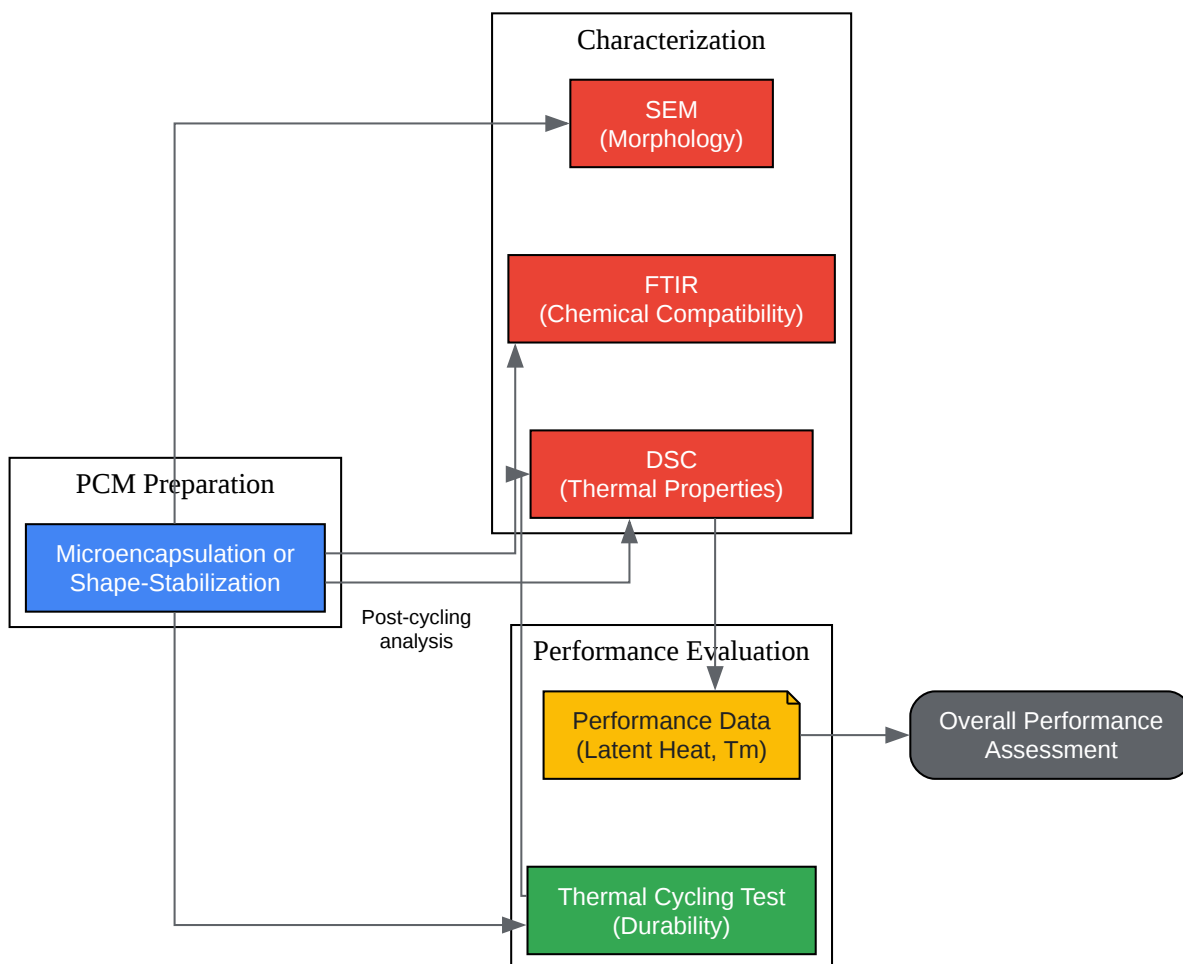 Characterization
SEM
(Morphology)
FTIR
(Chemical Compatibility)
DSC
(Thermal Properties)
PCM Preparation
Microencapsulation or
Shape-Stabilization
Post-cycling
analysis
Performance Evaluation
Performance Data
(Latent Heat, Tm)
Overall Performance
Assessment
Thermal Cycling Test
(Durability)